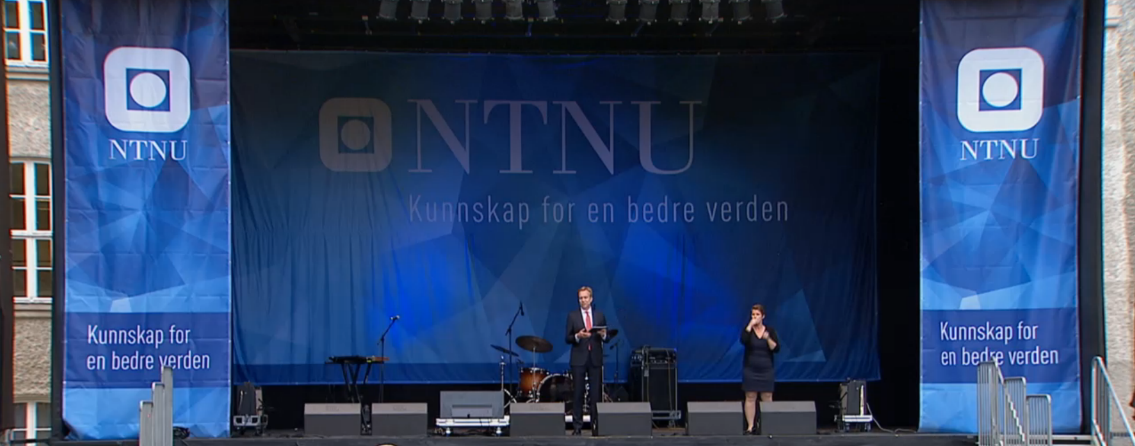 NTNU
Kunnskap for
en bedre verden
NTNU
Kunnskap for en bedre verden
NTNU
Kunnskap for
en bedre verden